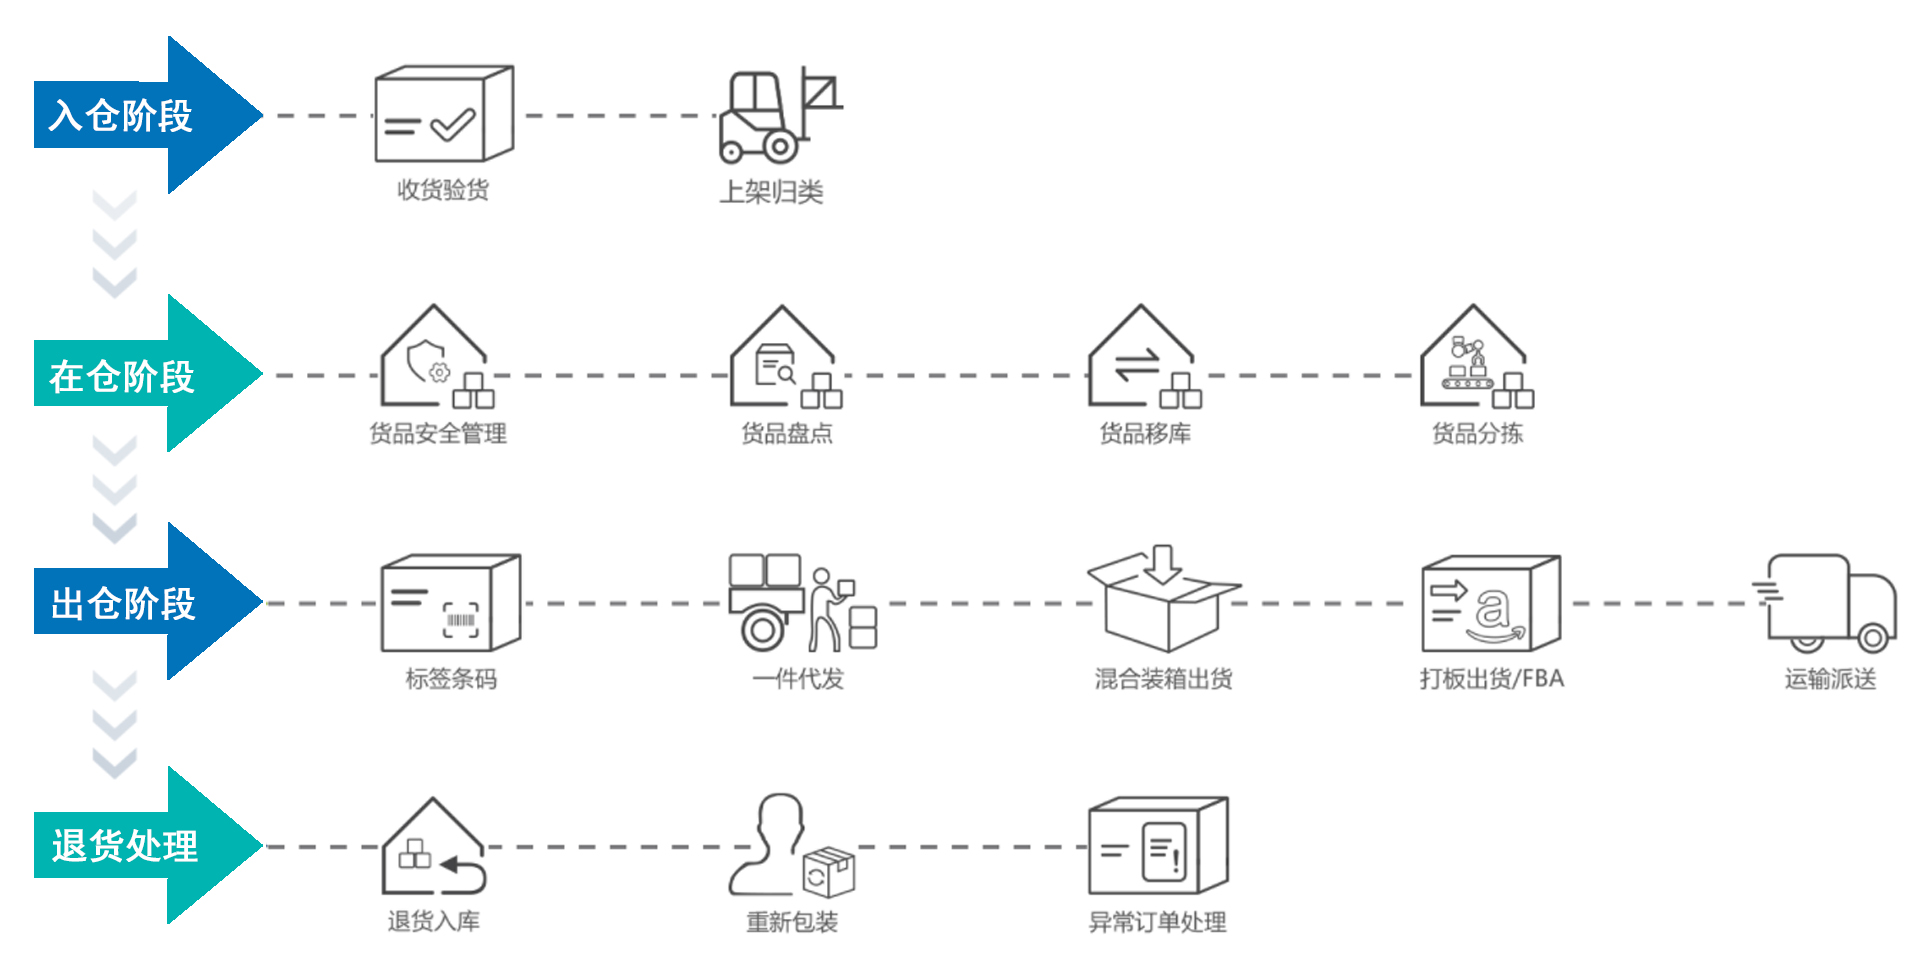 入仓阶段
收货验货
上架归类
在仓阶段
货品安全管理
货品盘点
货品移库
货品分拣
出仓阶段
标签条码
一件代发
混合装箱出货
a
打板出货/FBA
运输派送
退货处理
退货入库
重新包装
!
异常订单处理